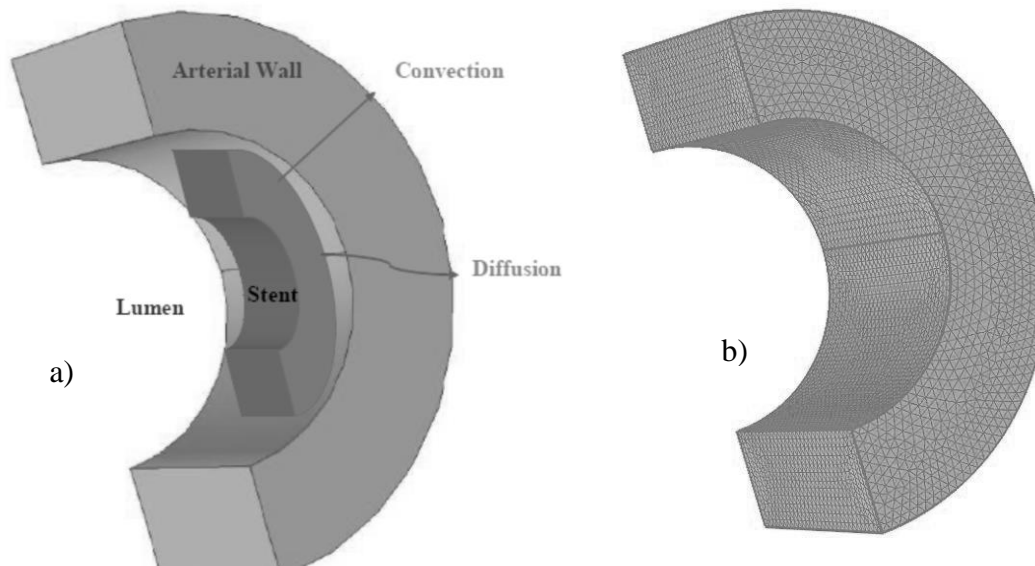 Arterial Wall
Convection
Diffusion
Stent
Lumen
a)
b)